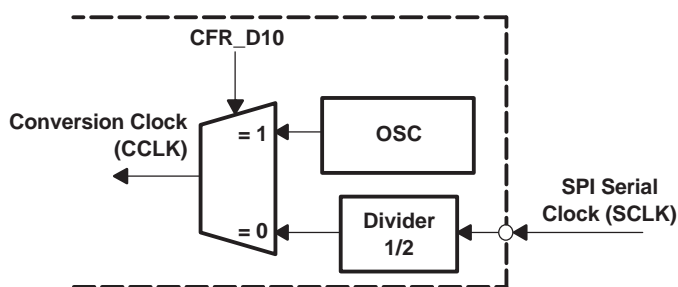 CFR_D10
Conversion Clock
(CCLK)
= 1
OSC
SPI Serial
Clock (SCLK)
= 0
Divider
1/2